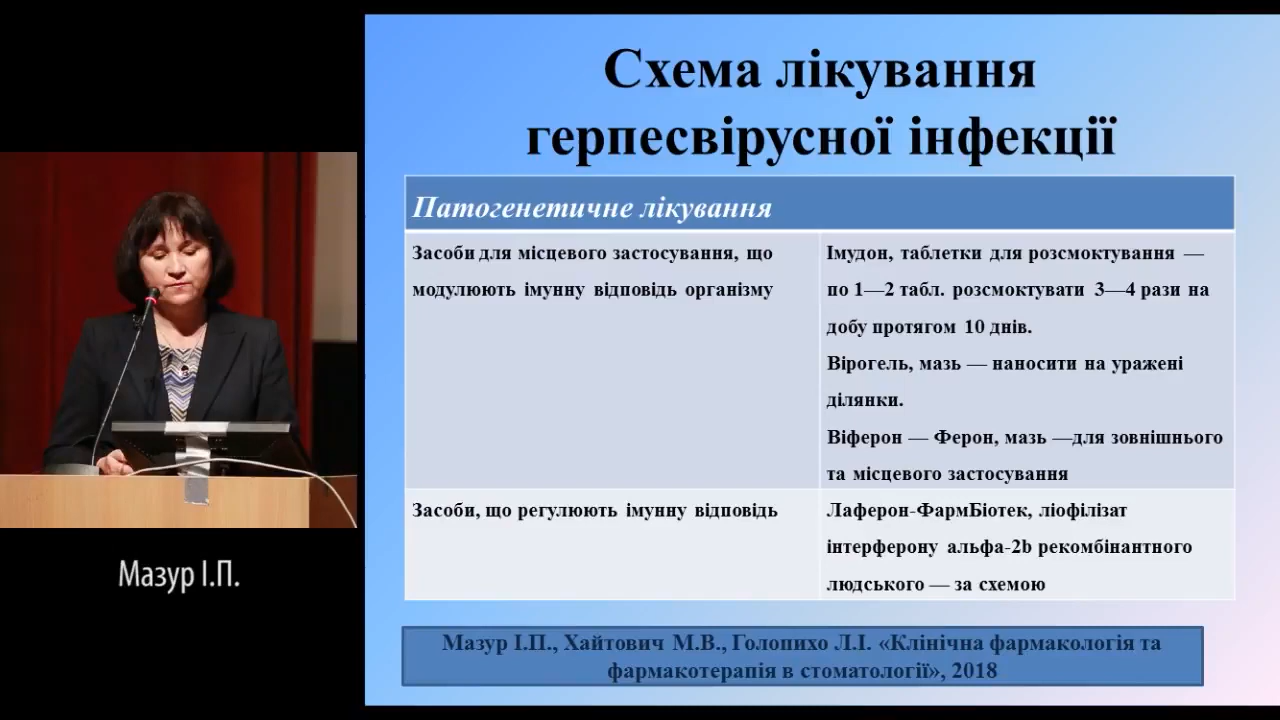 Схема лікування
герпесвірусної інфекції
Патогенетичне лікування
Засоби для місцевого застосування, що
модулюють імунну відповідь організму
Імудон, таблетки для розсмоктування —
по 1—2 табл. розсмоктувати 3—4 рази на
добу протягом 10 днів.
Вірогель, мазь — наносити на уражені
ділянки.
Віферон — Ферон, мазь —для зовнішнього
та місцевого застосування
Засоби, що регулюють імунну відповідь
Лаферон-ФармБіотек, ліофілізат
інтерферону альфа-2b рекомбінантного
людського — за схемою
Мазур І.П., Хайтович М.В., Голопихо Л.І. «Клінічна фармакологія та
фармакотерапія в стоматології», 2018
Мазур І.П.